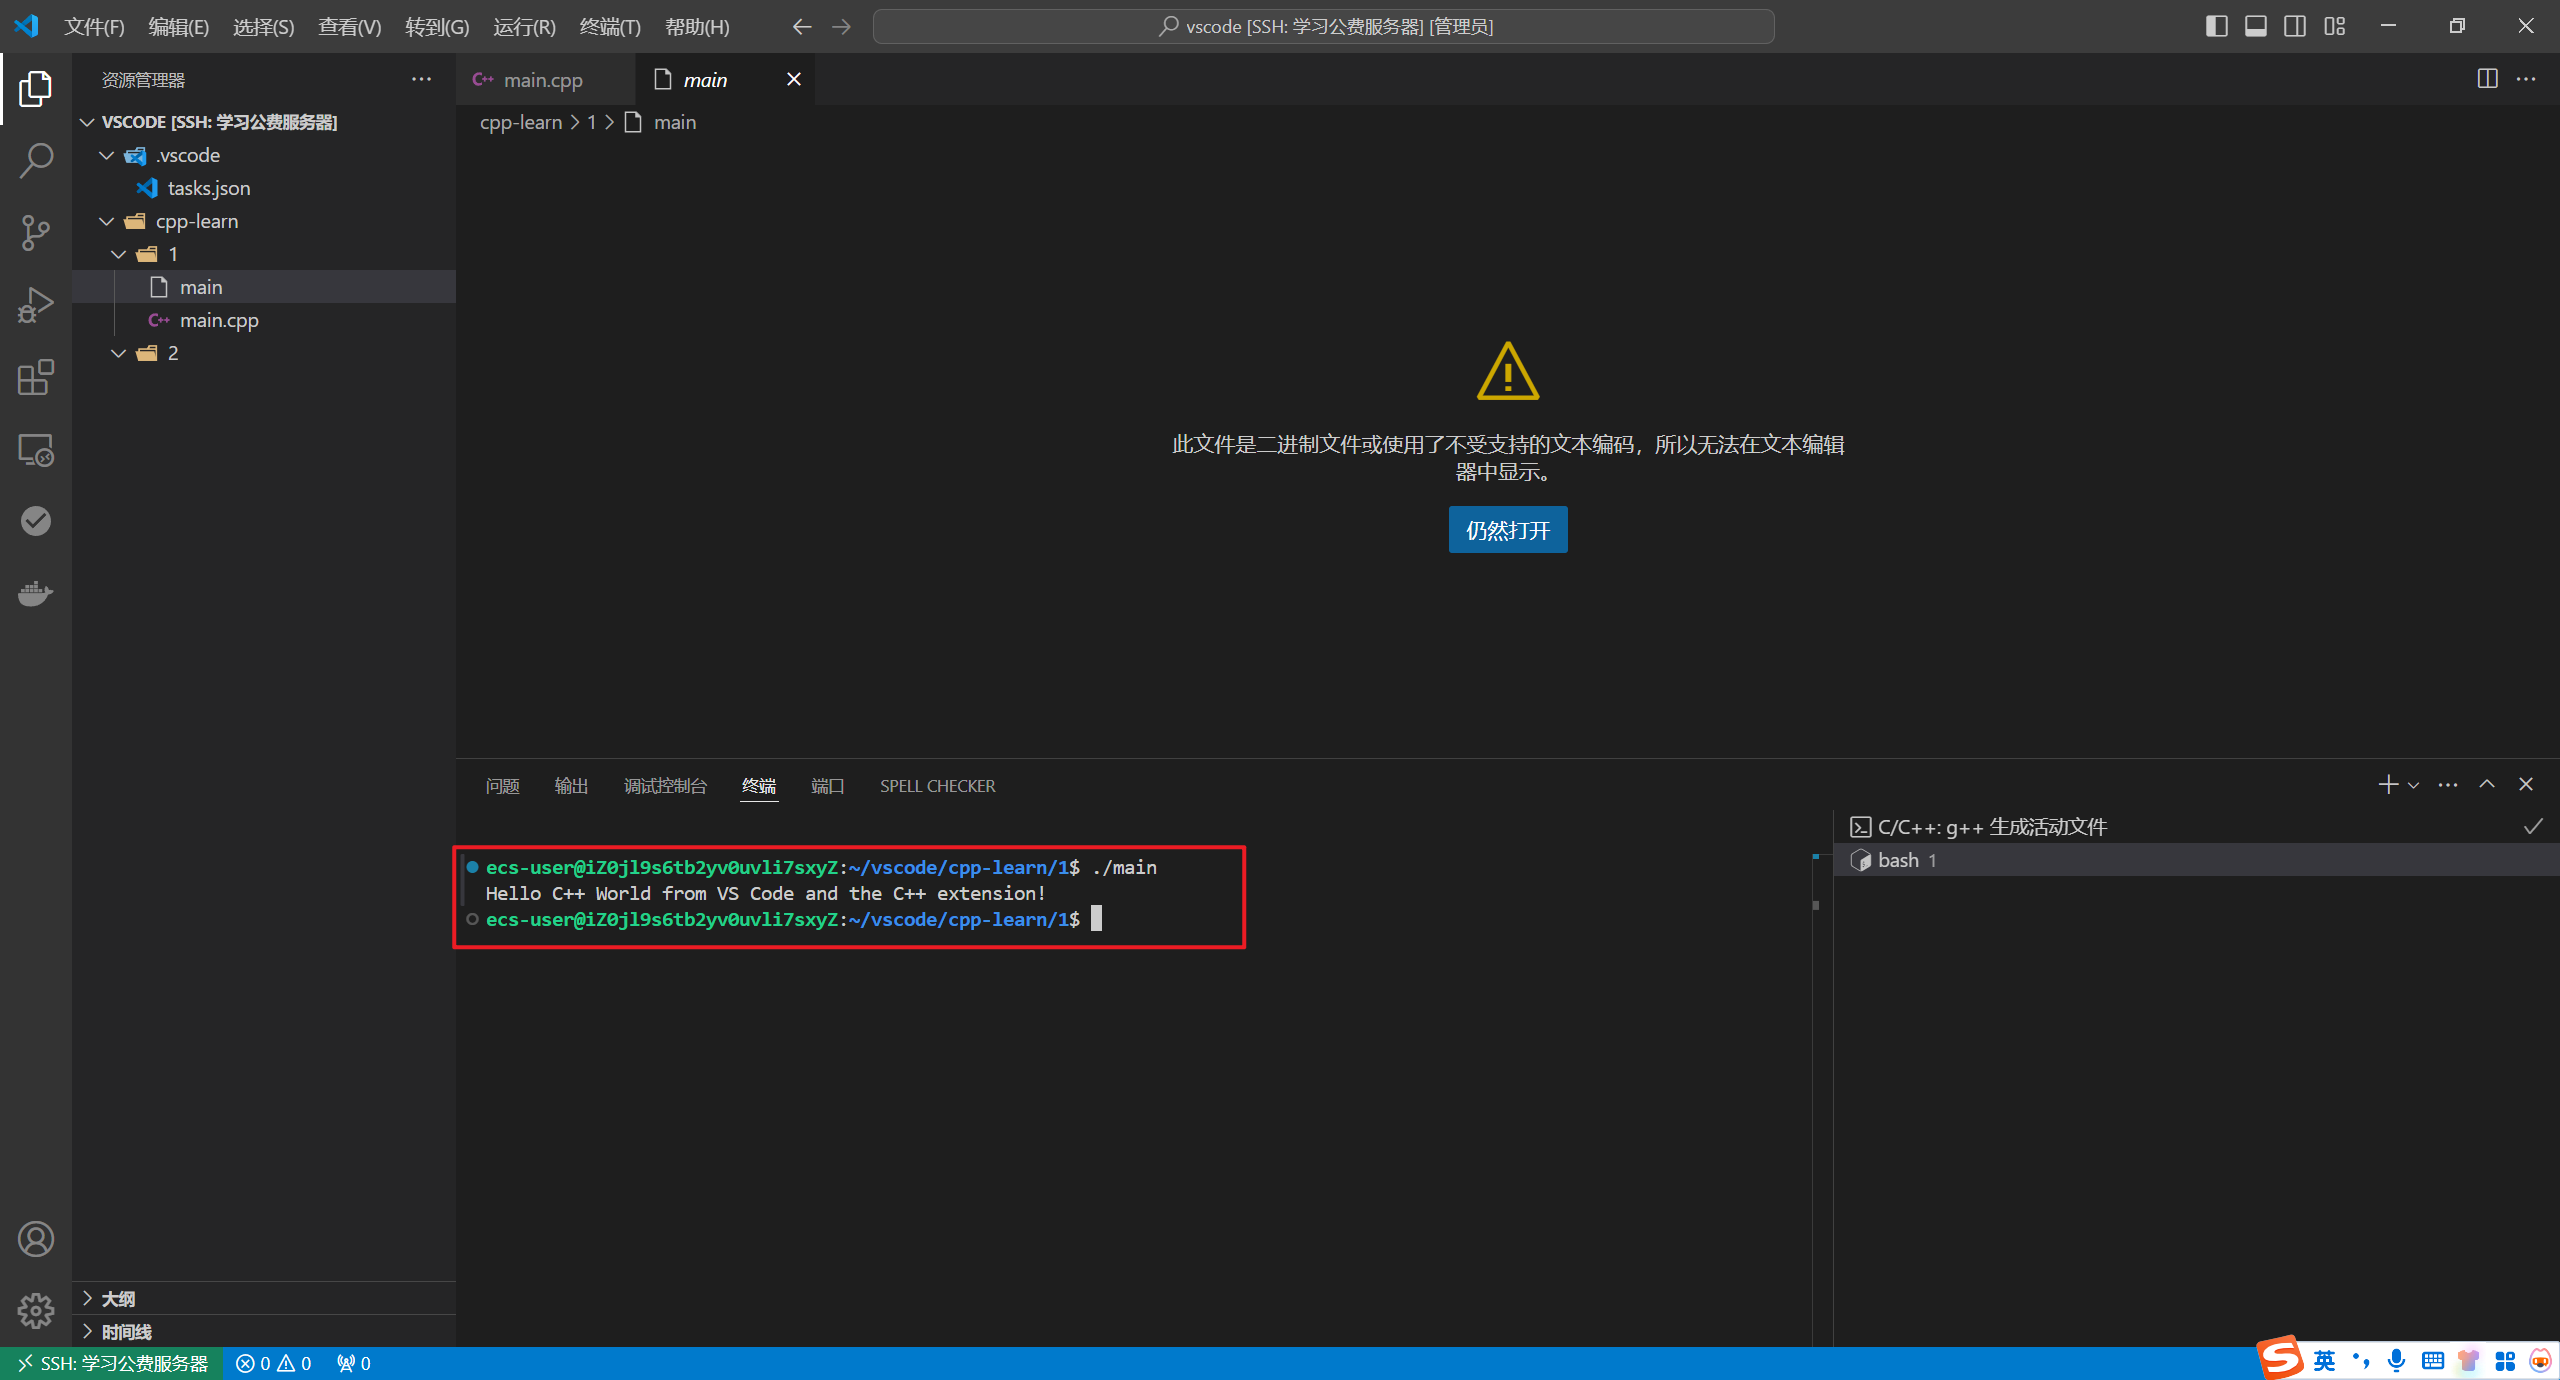 文件(F) 编辑(E) 选择(S) 查看(V) 转到(G) 运行(R) 终端(T) 帮助(H) vscode [SSH: 学习公费服务器] [管理员]
资源管理器
main.cpp
main
VSCODE [SSH: 学习公费服务器]
cpp-learn > 1 > main
.vscode
tasks.json
cpp-learn
1
main
main.cpp
2
此文件是二进制文件或使用了不受支持的文本编码，所以无法在文本编辑
器中显示。
仍然打开
问题 输出 调试控制台 终端 端口 SPELL CHECKER
C/C++: g++ 生成活动文件
bash 1
ecs-user@iZ0jl9s6tb2yv0uvli7sxyZ:~/vscode/cpp-learn/1$ ./main
Hello C++ World from VS Code and the C++ extension!
ecs-user@iZ0jl9s6tb2yv0uvli7sxyZ:~/vscode/cpp-learn/1$
大纲
时间线
SSH: 学习公费服务器 0 0 0
英